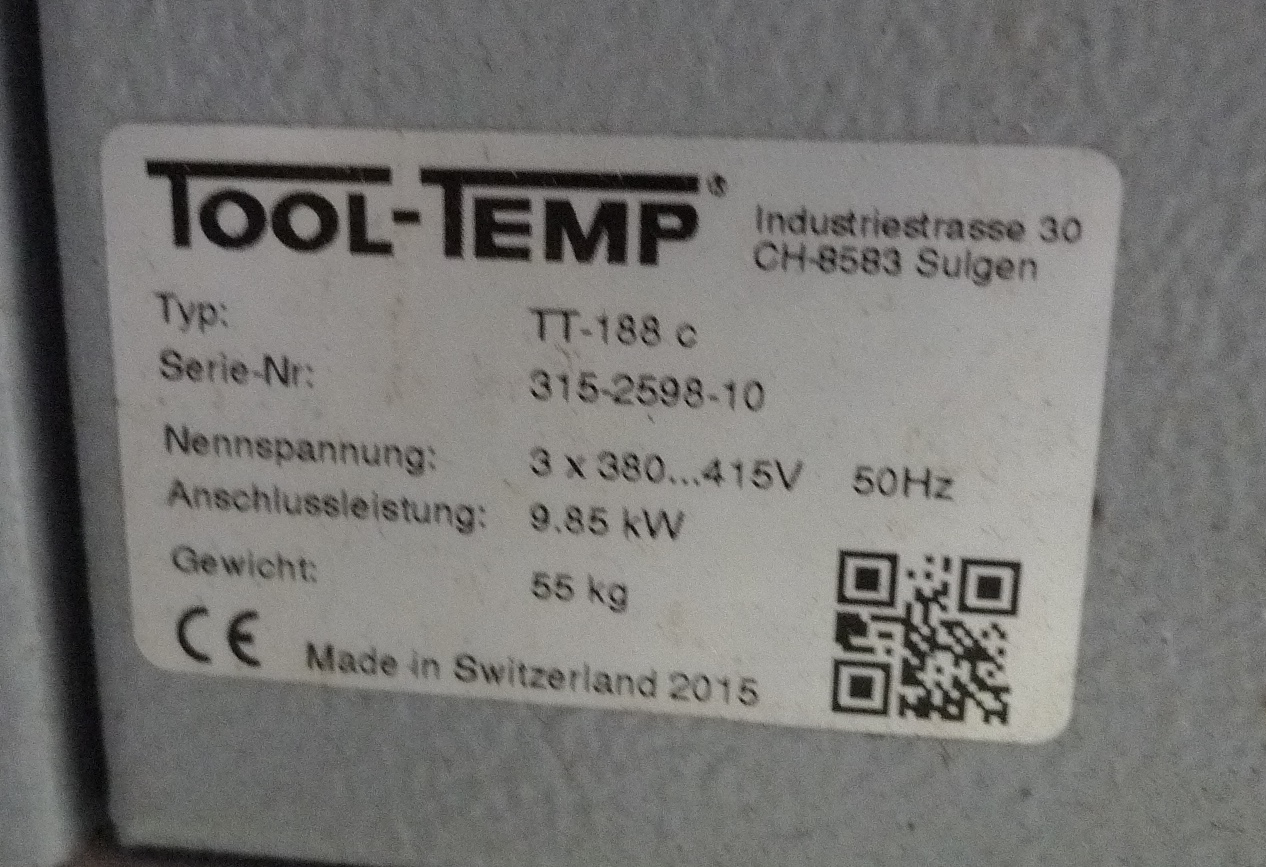 TOOL-TEMP®
Industriestrasse 30
CH-8583 Sulgen
Typ: TT-188 c
Serie-Nr: 315-2598-10
Nennspannung: 3 x 380...415V 50Hz
Anschlussleistung: 9.85 kW
Gewicht: 55 kg
CE Made in Switzerland 2015